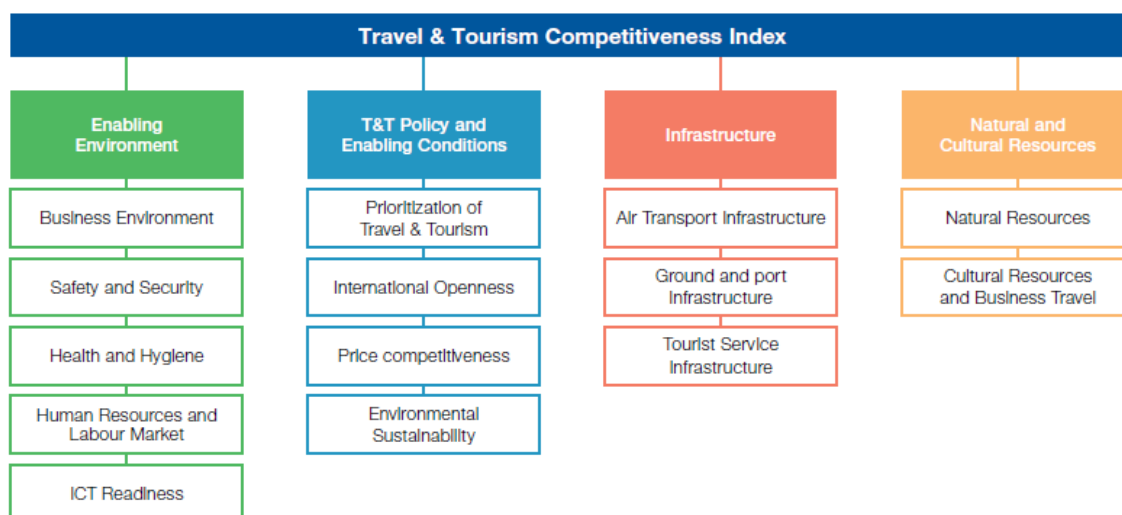 Travel & Tourism Competitiveness Index
Enabling
Environment
Business Environment
Safety and Security
Health and Hygiene
Human Resources and
Labour Market
ICT Readiness
T&T Policy and
Enabling Conditions
Prioritization of
Travel & Tourism
International Openness
Price competitiveness
Environmental
Sustainability
Infrastructure
Air Transport Infrastructure
Ground and port
Infrastructure
Tourist Service
Infrastructure
Natural and
Cultural Resources
Natural Resources
Cultural Resources
and Business Travel